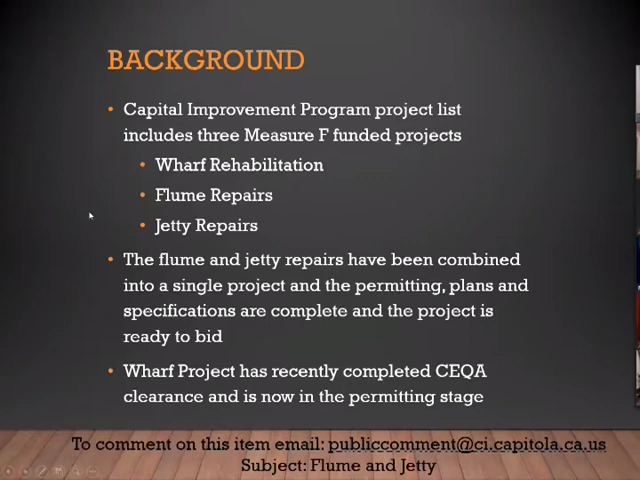 BACKGROUND
• Capital Improvement Program project list
includes three Measure F funded projects
• Wharf Rehabilitation
• Flume Repairs
• Jetty Repairs
• The flume and jetty repairs have been combined
into a single project and the permitting, plans and
specifications are complete and the project is
ready to bid
• Wharf Project has recently completed CEQA
clearance and is now in the permitting stage
To comment on this item email: publiccomment@ci.capitola.ca.us
Subject: Flume and Jetty